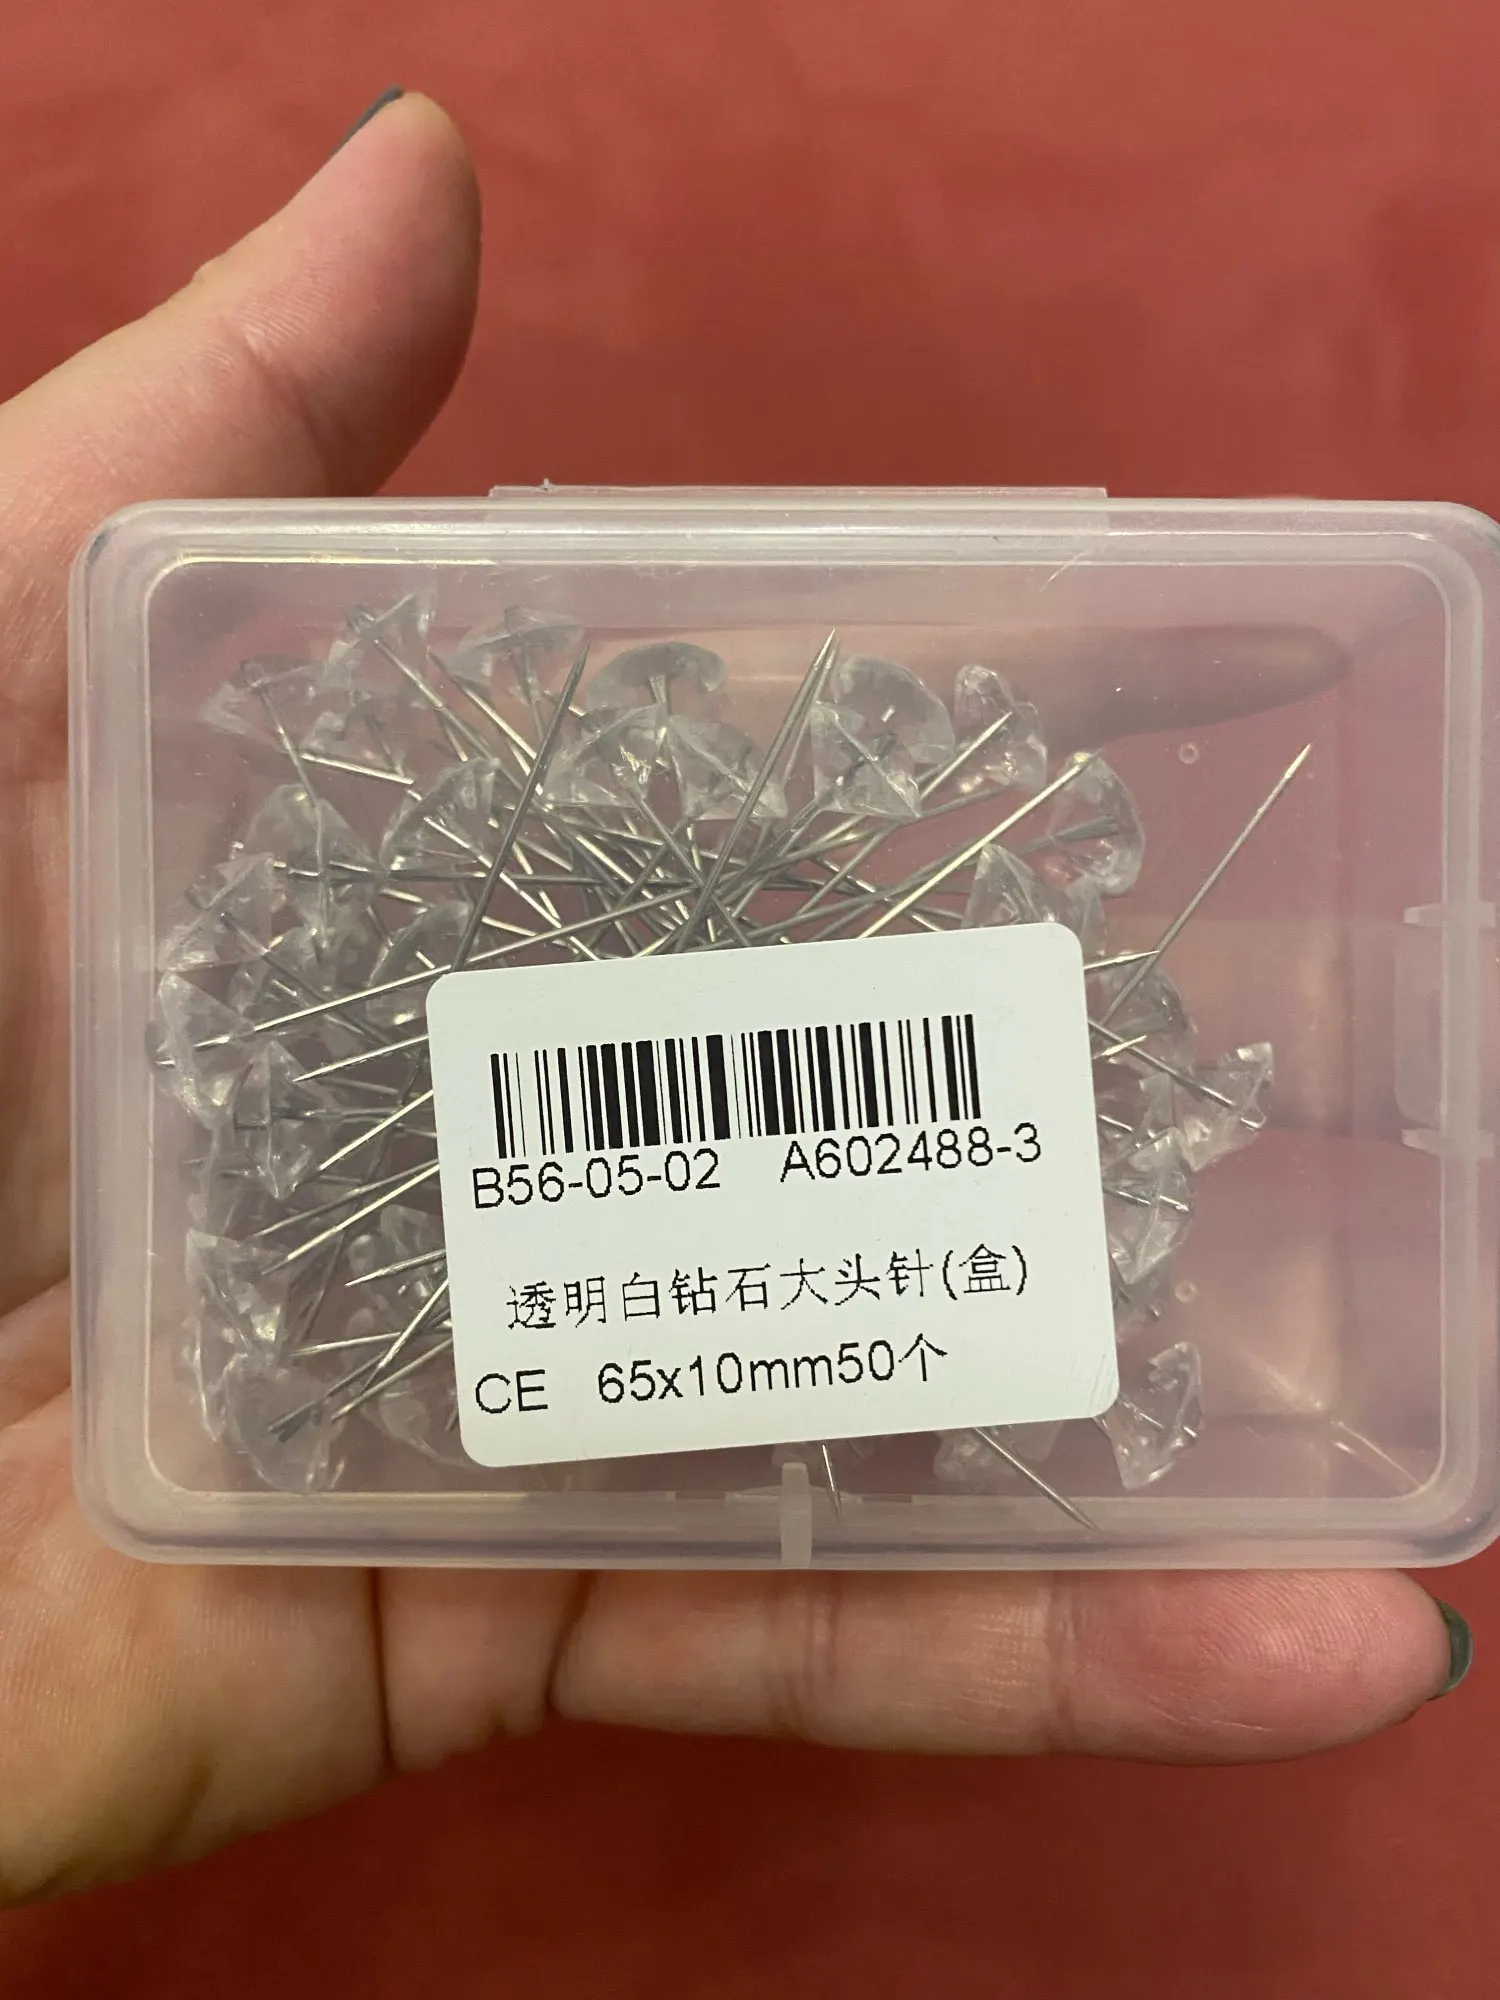 B56-05-02 A602488-3
透明白钻石大头针(盒)
CE 65x10mm50个